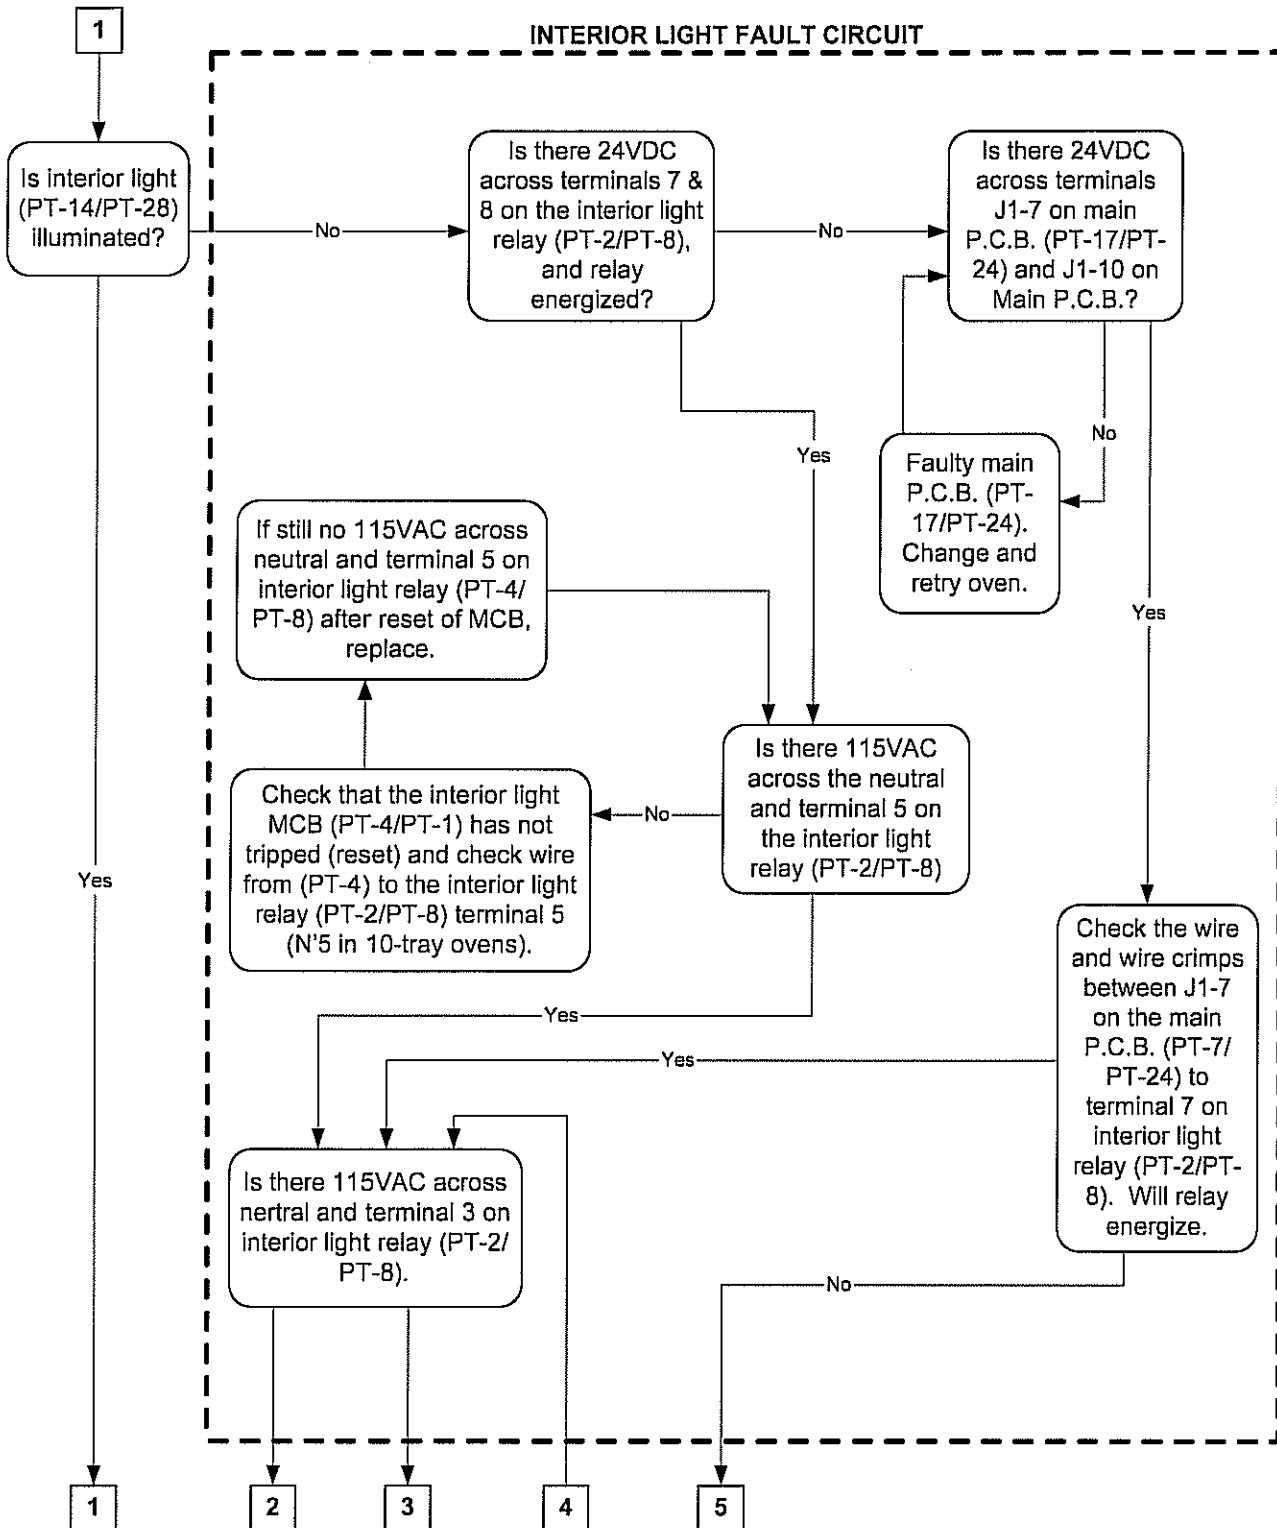 INTERIOR LIGHT FAULT CIRCUIT
1
Is interior light
(PT-14/PT-28)
illuminated?
No
Is there 24VDC
across terminals 7 &
8 on the interior light
relay (PT-2/PT-8),
and relay
energized?
No
Is there 24VDC
across terminals
J1-7 on main
P.C.B. (PT-17/PT-
24) and J1-10 on
Main P.C.B.?
No
Faulty main
P.C.B. (PT-
17/PT-24).
Change and
retry oven.
Yes
Yes
If still no 115VAC across
neutral and terminal 5 on
interior light relay (PT-4/
PT-8) after reset of MCB,
replace.
Is there 115VAC
across the neutral
and terminal 5 on
the interior light
relay (PT-2/PT-8)
No
Check that the interior light
MCB (PT-4/PT-1) has not
tripped (reset) and check wire
from (PT-4) to the interior light
relay (PT-2/PT-8) terminal 5
(N'5 in 10-tray ovens).
Yes
Check the wire
and wire crimps
between J1-7
on the main
P.C.B. (PT-7/
PT-24) to
terminal 7 on
interior light
relay (PT-2/PT-
8). Will relay
energize.
Yes
Yes
Is there 115VAC across
nertral and terminal 3 on
interior light relay (PT-2/
PT-8).
No
1
2
3
4
5